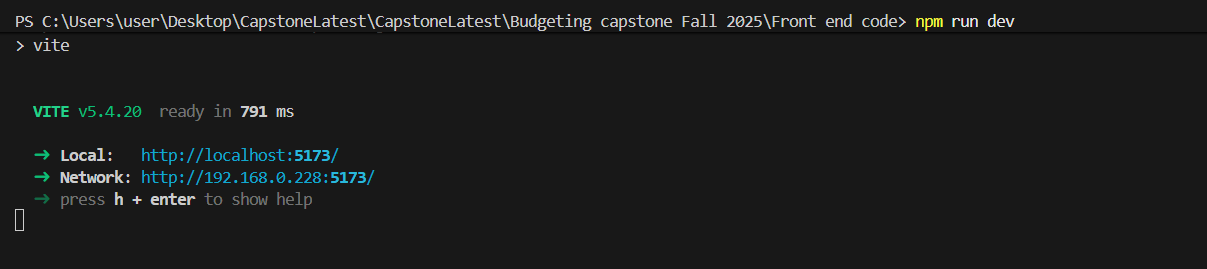 PS C:\Users\user\Desktop\CapstoneLatest\CapstoneLatest\Budgeting capstone Fall 2025\Front end code> npm run dev
> vite
VITE v5.4.20 ready in 791 ms
➜ Local: http://localhost:5173/
➜ Network: http://192.168.0.228:5173/
➜ press h + enter to show help